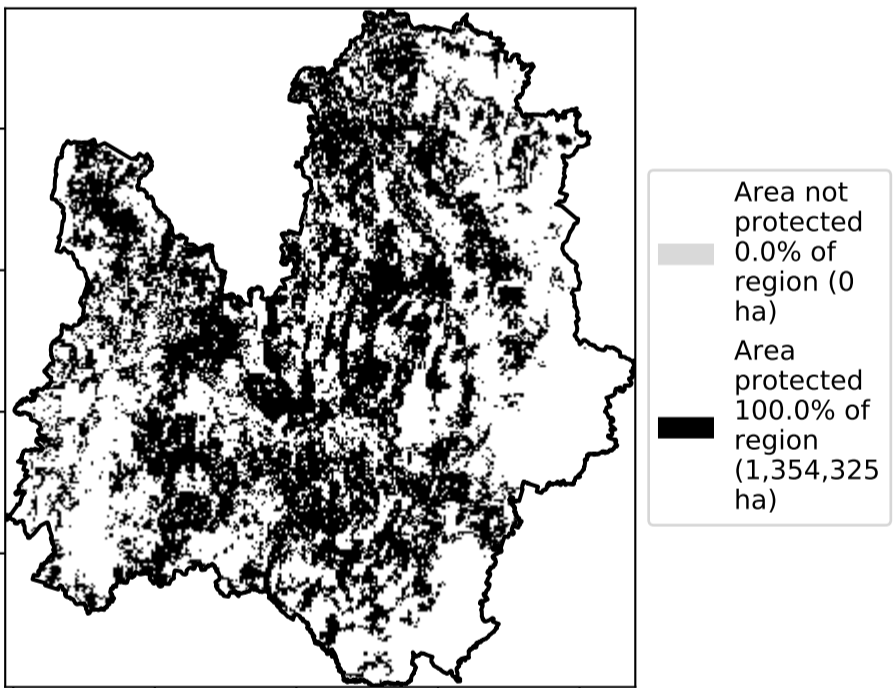 Area not
protected
0.0% of
region (0
ha)
Area
protected
100.0% of
region
(1,354,325
ha)